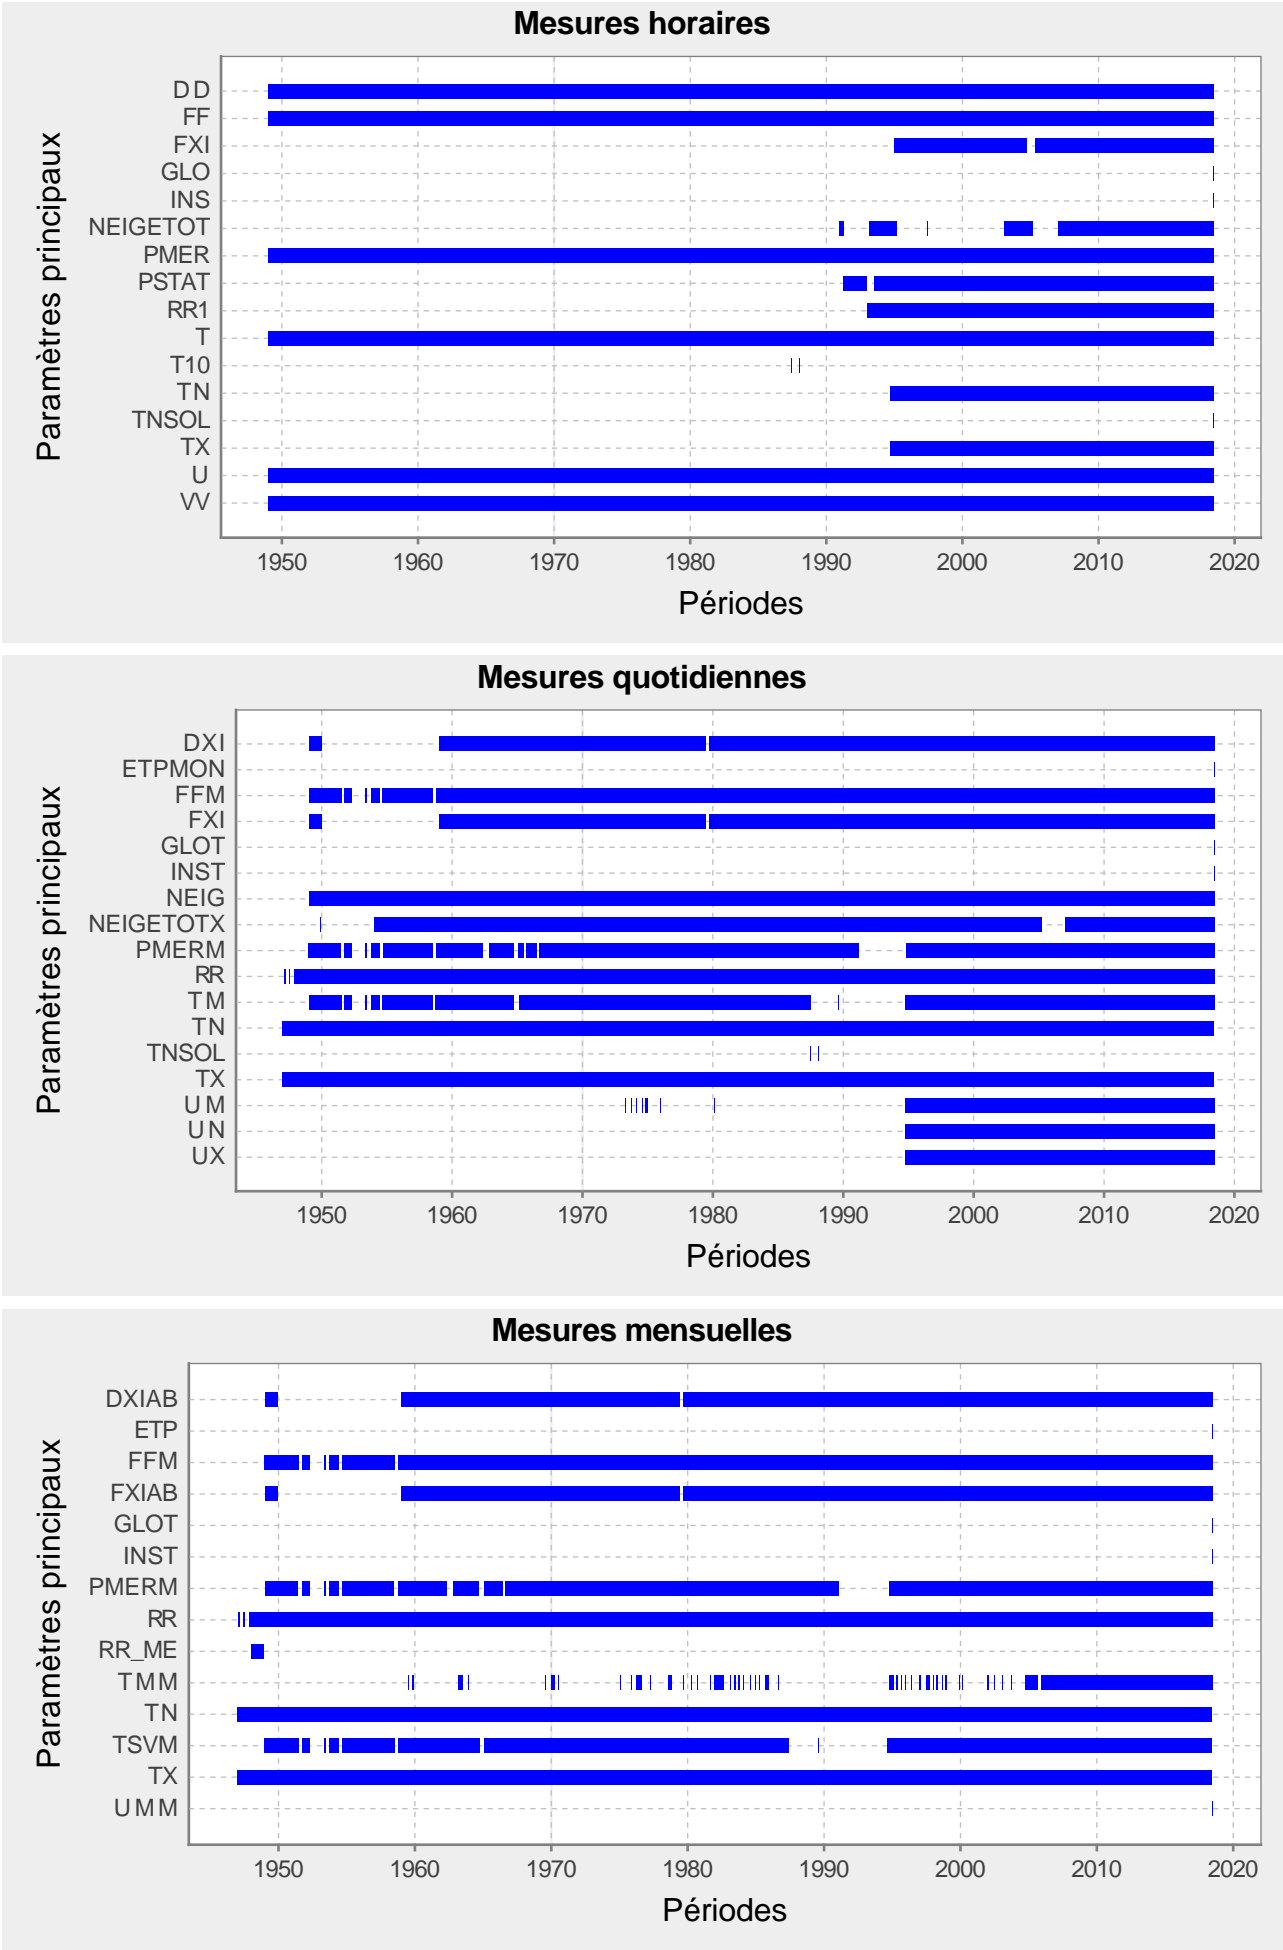 Mesures horaires
Paramètres principaux
DD
FF
FXI
GLO
INS
NEIGETOT
PMER
PSTAT
RR1
T
T10
TN
TNSOL
TX
U
VV
1950 1960 1970 1980 1990 2000 2010 2020
Périodes
Mesures quotidiennes
Paramètres principaux
DXI
ETPMON
FFM
FXI
GLOT
INST
NEIG
NEIGETOTX
PMERM
RR
TM
TN
TNSOL
TX
UM
UN
UX
1950 1960 1970 1980 1990 2000 2010 2020
Périodes
Mesures mensuelles
Paramètres principaux
DXIAB
ETP
FFM
FXIAB
GLOT
INST
PMERM
RR
RR_ME
TMM
TN
TSVM
TX
UMM
1950 1960 1970 1980 1990 2000 2010 2020
Périodes